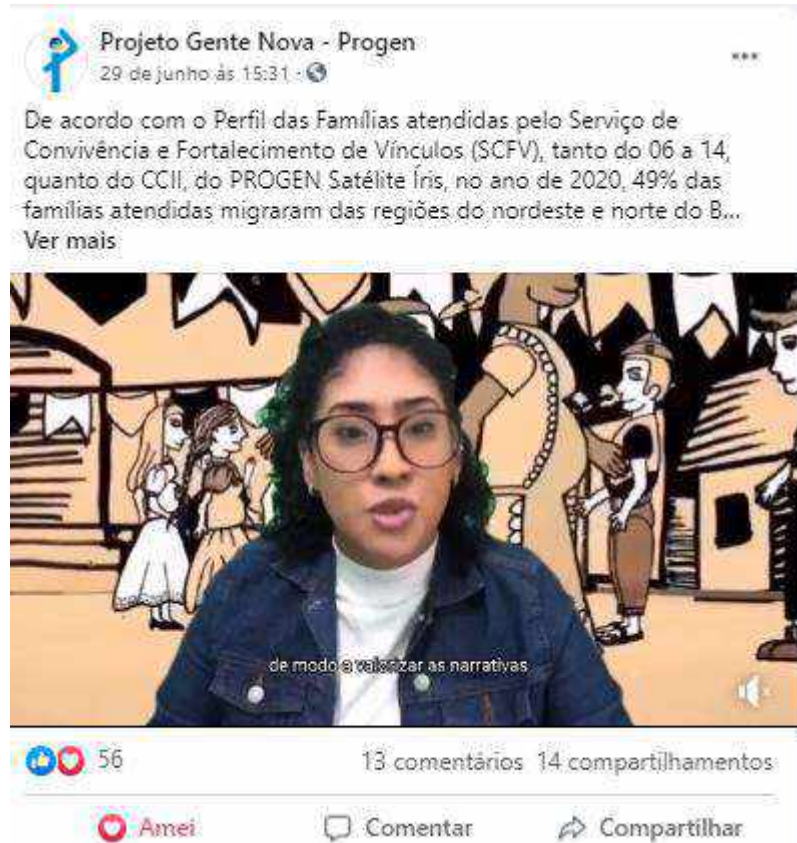 Projeto Gente Nova - Progen
29 de junho às 15:31
De acordo com o Perfil das Famílias atendidas pelo Serviço de
Convivência e Fortalecimento de Vínculos (SCFV), tanto do 06 a 14,
quanto do CCII, do PROGEN Satélite Íris, no ano de 2020, 49% das
famílias atendidas migraram das regiões do nordeste e norte do B...
Ver mais
de modo a valorizar as narrativas
56
13 comentários 14 compartilhamentos
Amei Comentar Compartilhar